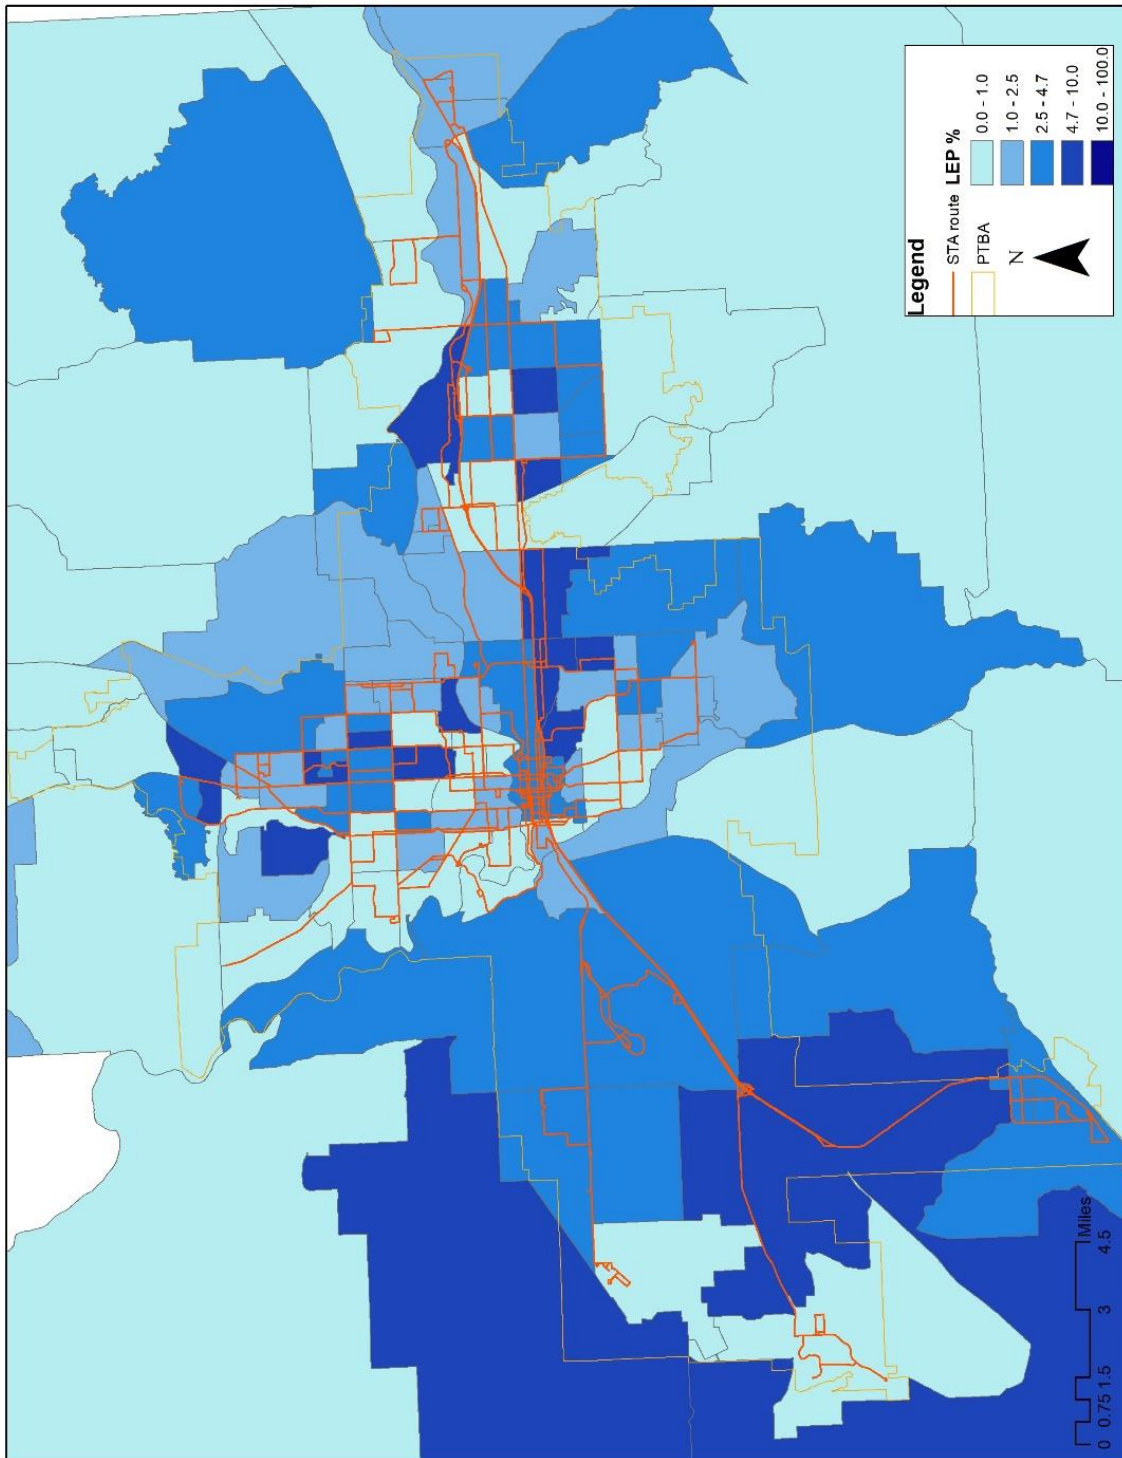 Legend
STA route
PTBA
N
LEP %
0.0 - 1.0
1.0 - 2.5
2.5 - 4.7
4.7 - 10.0
10.0 - 100.0
Miles
0 0.75 1.5 3 4.5